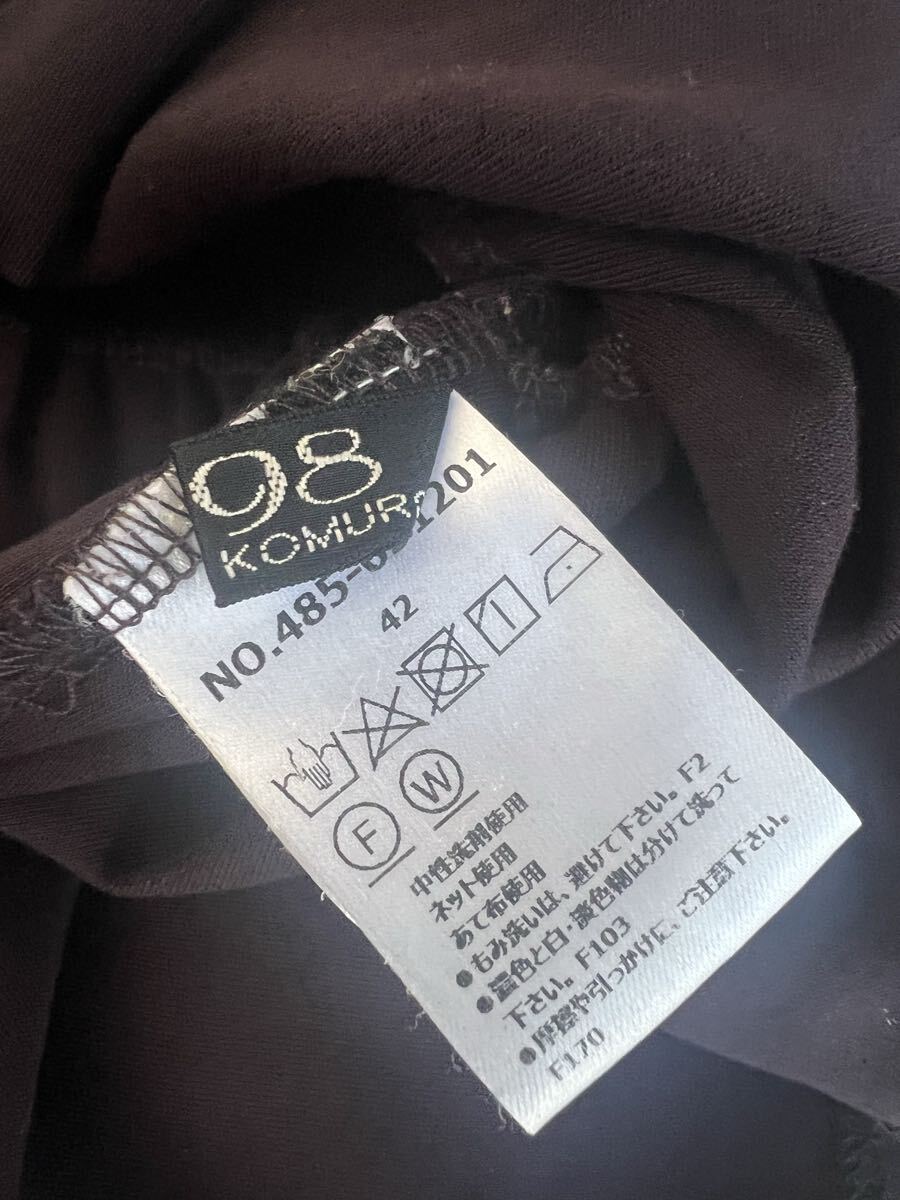 98
KOMUR
NO.485-
1201
42
F
W
中性洗剤使用
ネット使用
あて布使用
●もみ洗いは、避けて下さい。F2
●濃色と白・淡色物は分けて洗って
下さい。F103
●摩擦や引っかけに、ご注意下さい。
F170